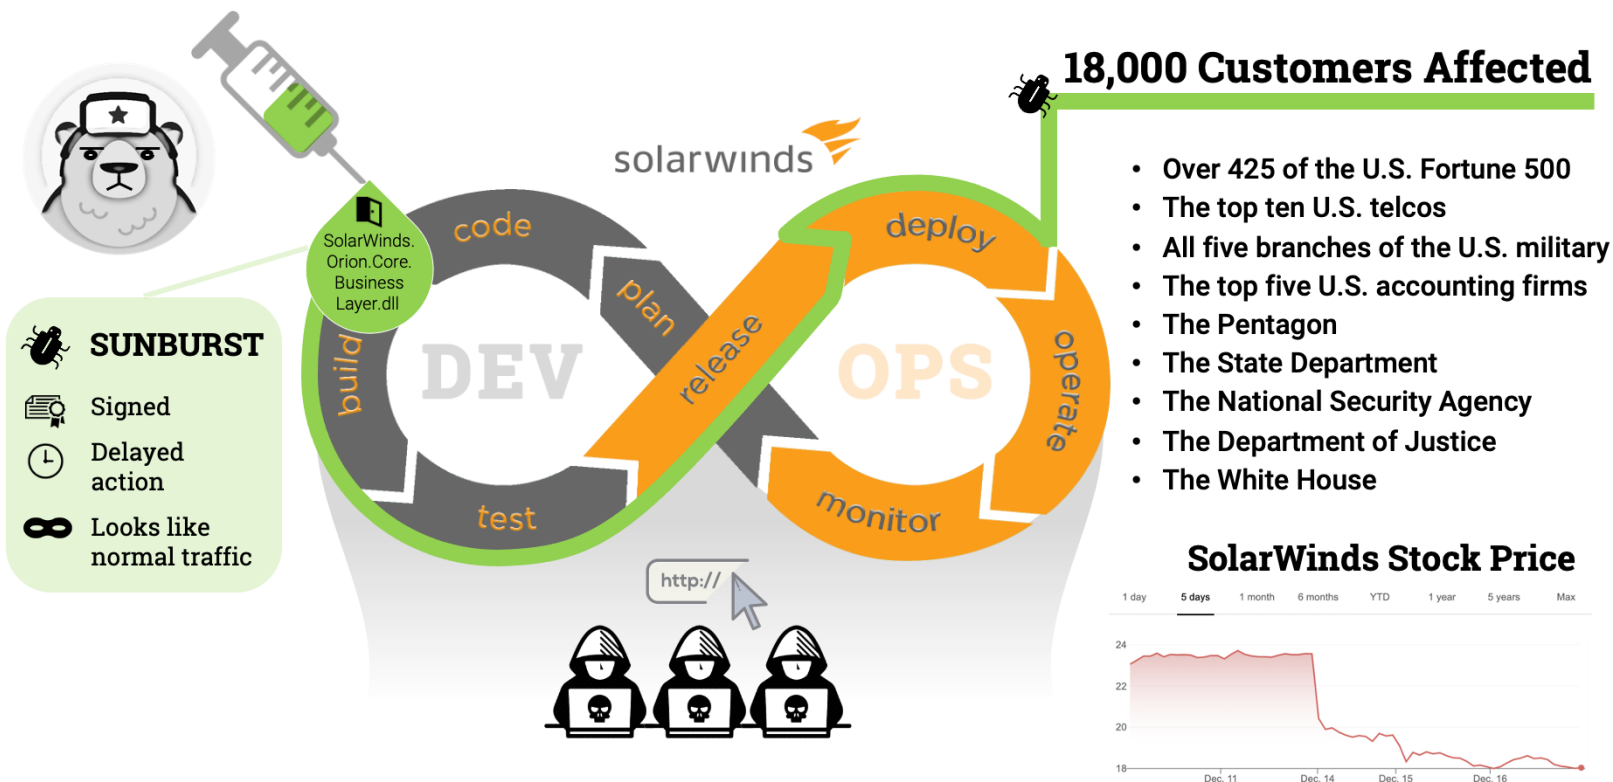 18,000 Customers Affected
solarwinds
code
deploy
SolarWinds.
Orion.Core.
Business
Layer.dll
plan
release
build
DEV
OPS
operate
test
monitor
SUNBURST
Signed
Delayed
action
Looks like
normal traffic
http://
• Over 425 of the U.S. Fortune 500
• The top ten U.S. telcos
• All five branches of the U.S. military
• The top five U.S. accounting firms
• The Pentagon
• The State Department
• The National Security Agency
• The Department of Justice
• The White House
SolarWinds Stock Price
1 day 5 days 1 month 6 months YTD 1 year 5 years Max
24
22
20
18
Dec. 11 Dec. 14 Dec. 15 Dec. 16